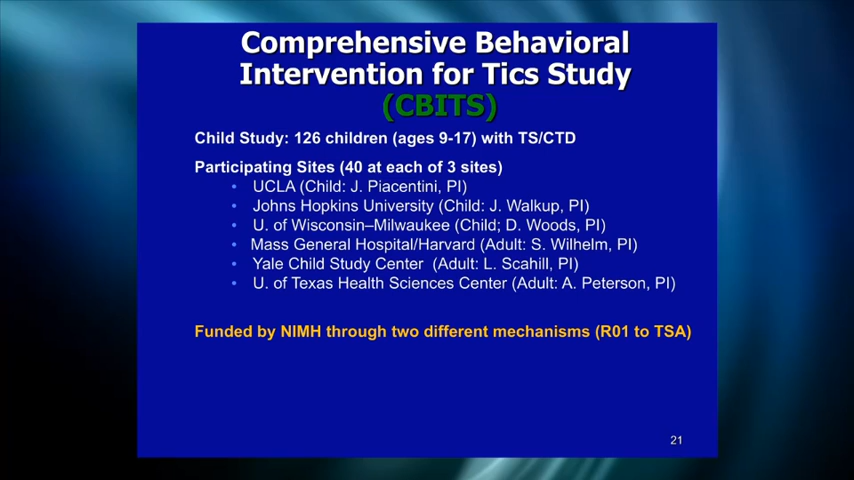 Comprehensive Behavioral
Intervention for Tics Study
(CBITS)
Child Study: 126 children (ages 9-17) with TS/CTD
Participating Sites (40 at each of 3 sites)
• UCLA (Child: J. Piacentini, PI)
• Johns Hopkins University (Child: J. Walkup, PI)
• U. of Wisconsin–Milwaukee (Child; D. Woods, PI)
• Mass General Hospital/Harvard (Adult: S. Wilhelm, PI)
• Yale Child Study Center (Adult: L. Scahill, PI)
• U. of Texas Health Sciences Center (Adult: A. Peterson, PI)
Funded by NIMH through two different mechanisms (R01 to TSA)
21